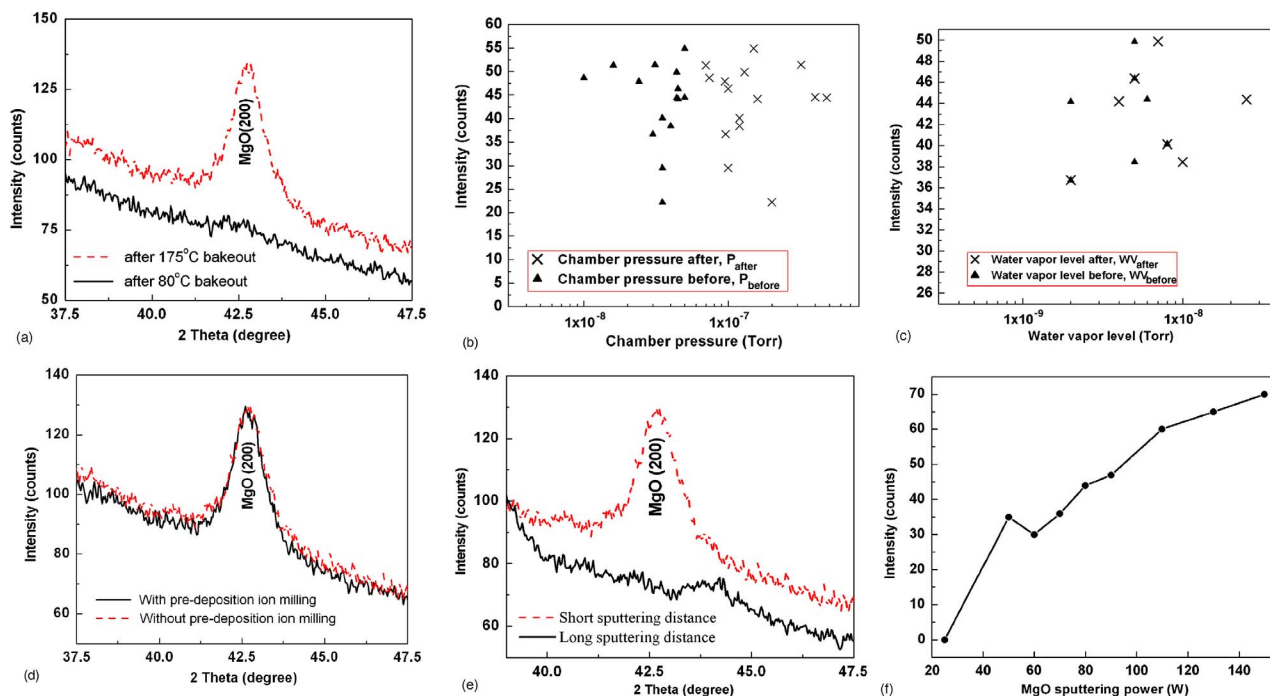 150
125
100
75
50
Intensity (counts)
MgO(200)
after 175°C bakeout
after 80°C bakeout
37.5 40.0 42.5 45.0 47.5
2 Theta (degree)
(a)
60
55
50
45
40
35
30
25
20
15
10
5
0
Intensity (counts)
Chamber pressure after, Pafter
Chamber pressure before, Pbefore
1x10-8 1x10-7
Chamber pressure (Torr)
(b)
50
48
46
44
42
40
38
36
34
32
30
28
26
Intensity (counts)
Water vapor level after, WVafter
Water vapor level before, WVbefore
1x10-9 1x10-8
Water vapor level (Torr)
(c)
140
120
100
80
60
Intensity (counts)
MgO (200)
With pre-deposition ion milling
Without pre-deposition ion milling
37.5 40.0 42.5 45.0 47.5
2 Theta (degree)
(d)
140
120
100
80
60
Intensity (counts)
MgO (200)
Short sputtering distance
Long sputtering distance
40.0 42.5 45.0 47.5
2 Theta (degree)
(e)
70
60
50
40
30
20
10
0
Intensity (counts)
20 40 60 80 100 120 140
MgO sputtering power (W)
(f)